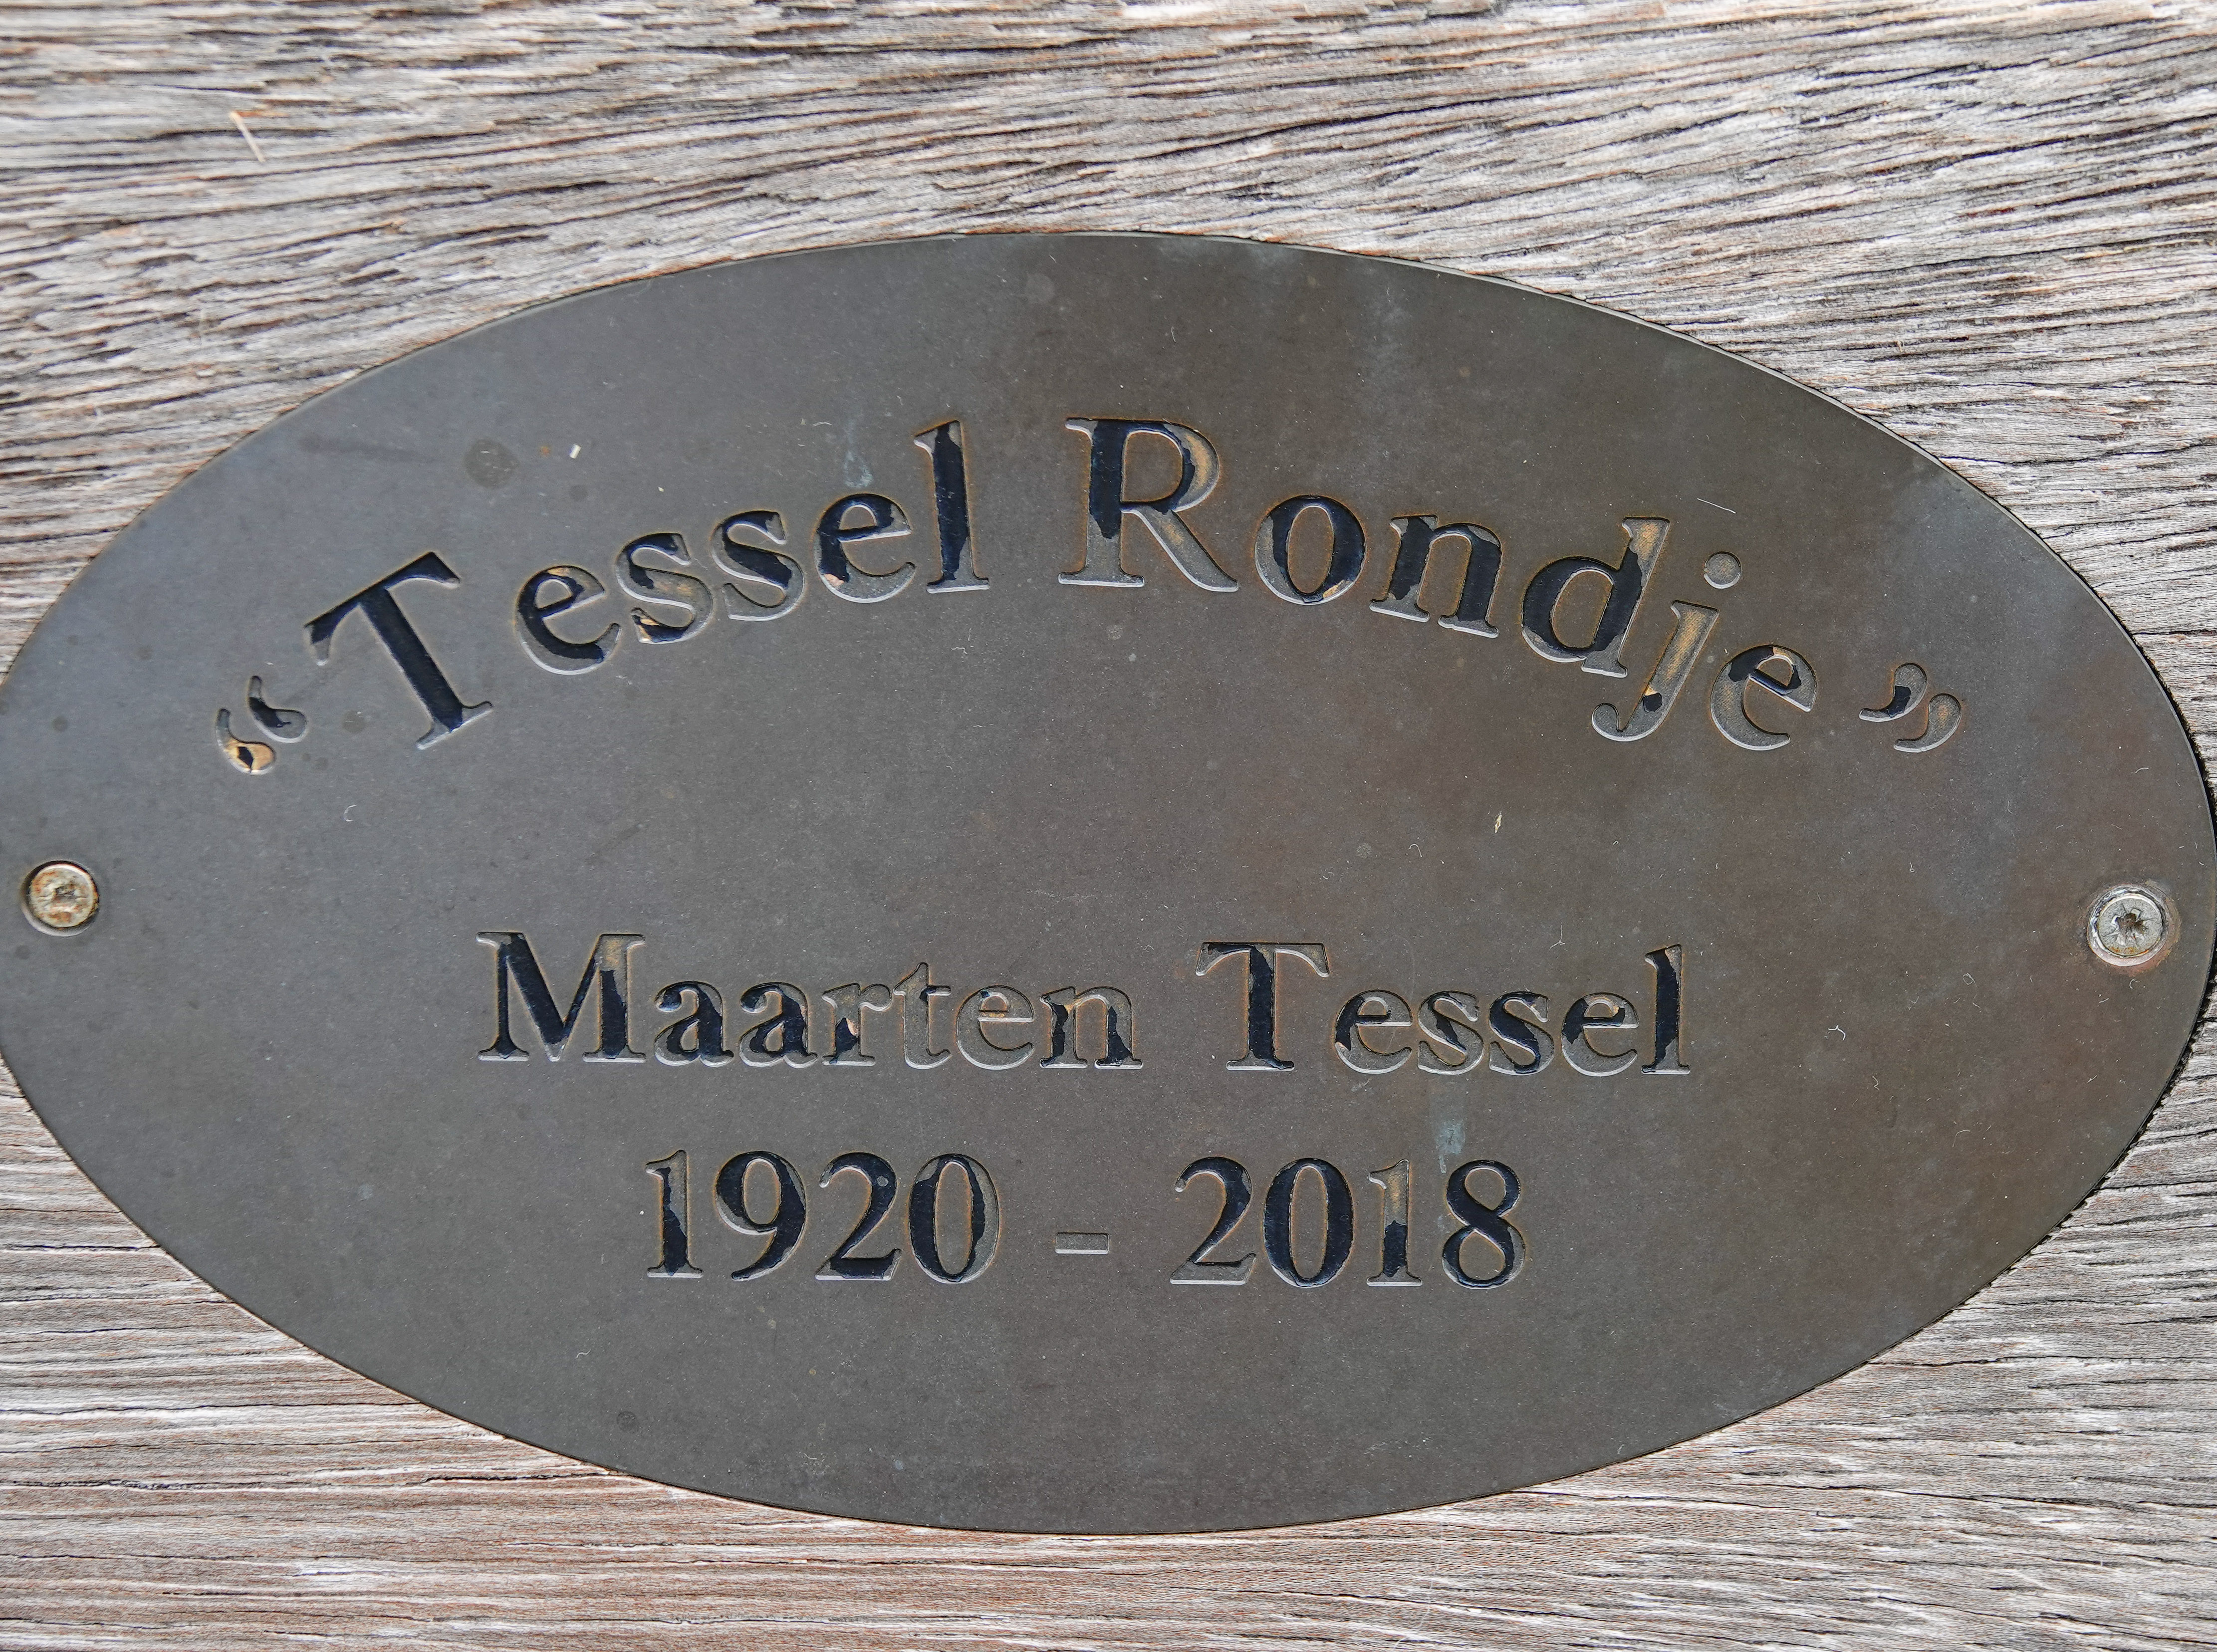 “Tessel Rondje”
Maarten Tessel
1920 - 2018